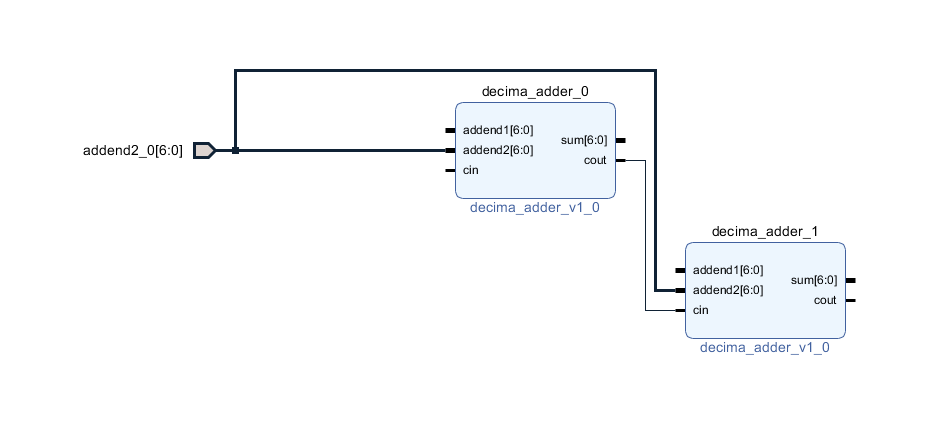 decima_adder_0
addend2_0[6:0]
addend1[6:0]
addend2[6:0]
cin
sum[6:0]
cout
decima_adder_v1_0
decima_adder_1
addend1[6:0]
addend2[6:0]
cin
sum[6:0]
cout
decima_adder_v1_0